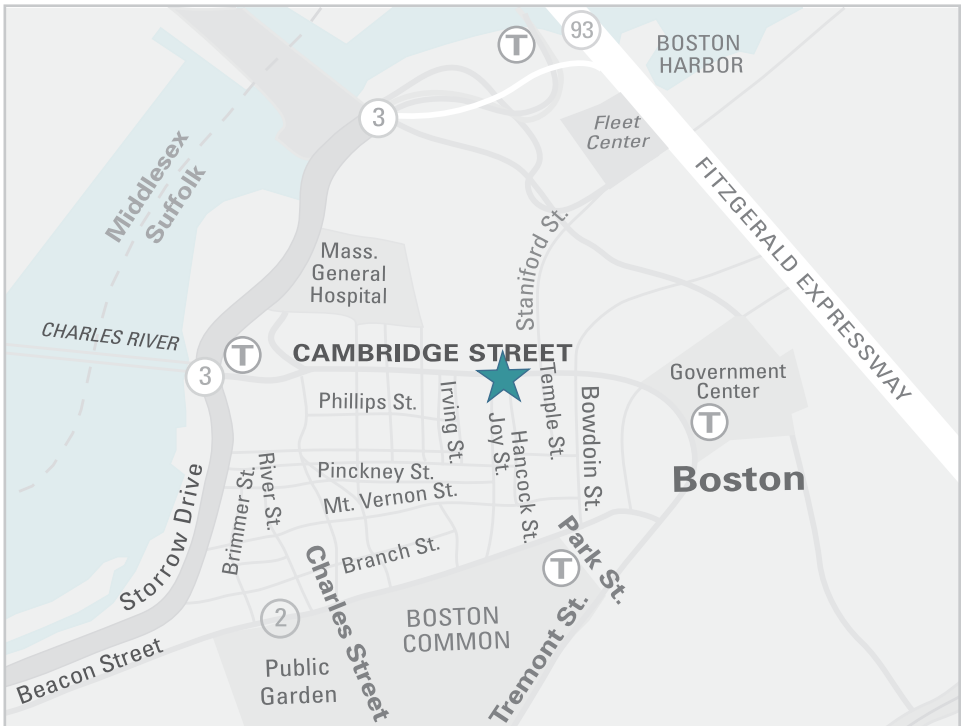 93
T
BOSTON
HARBOR
3
Fleet
Center
Middlesex
Suffolk
FITZGERALD EXPRESSWAY
Staniford St.
Mass.
General
Hospital
CHARLES RIVER
T
CAMBRIDGE STREET
3
Government
Center
T
Phillips St.
Irving St.
Joy St.
Hancock St.
Temple St.
Bowdoin St.
Pinckney St.
Mt. Vernon St.
Boston
River St.
Brimmer St.
Storrow Drive
Branch St.
Park St.
T
Charles Street
2
BOSTON
COMMON
Tremont St.
Beacon Street
Public
Garden